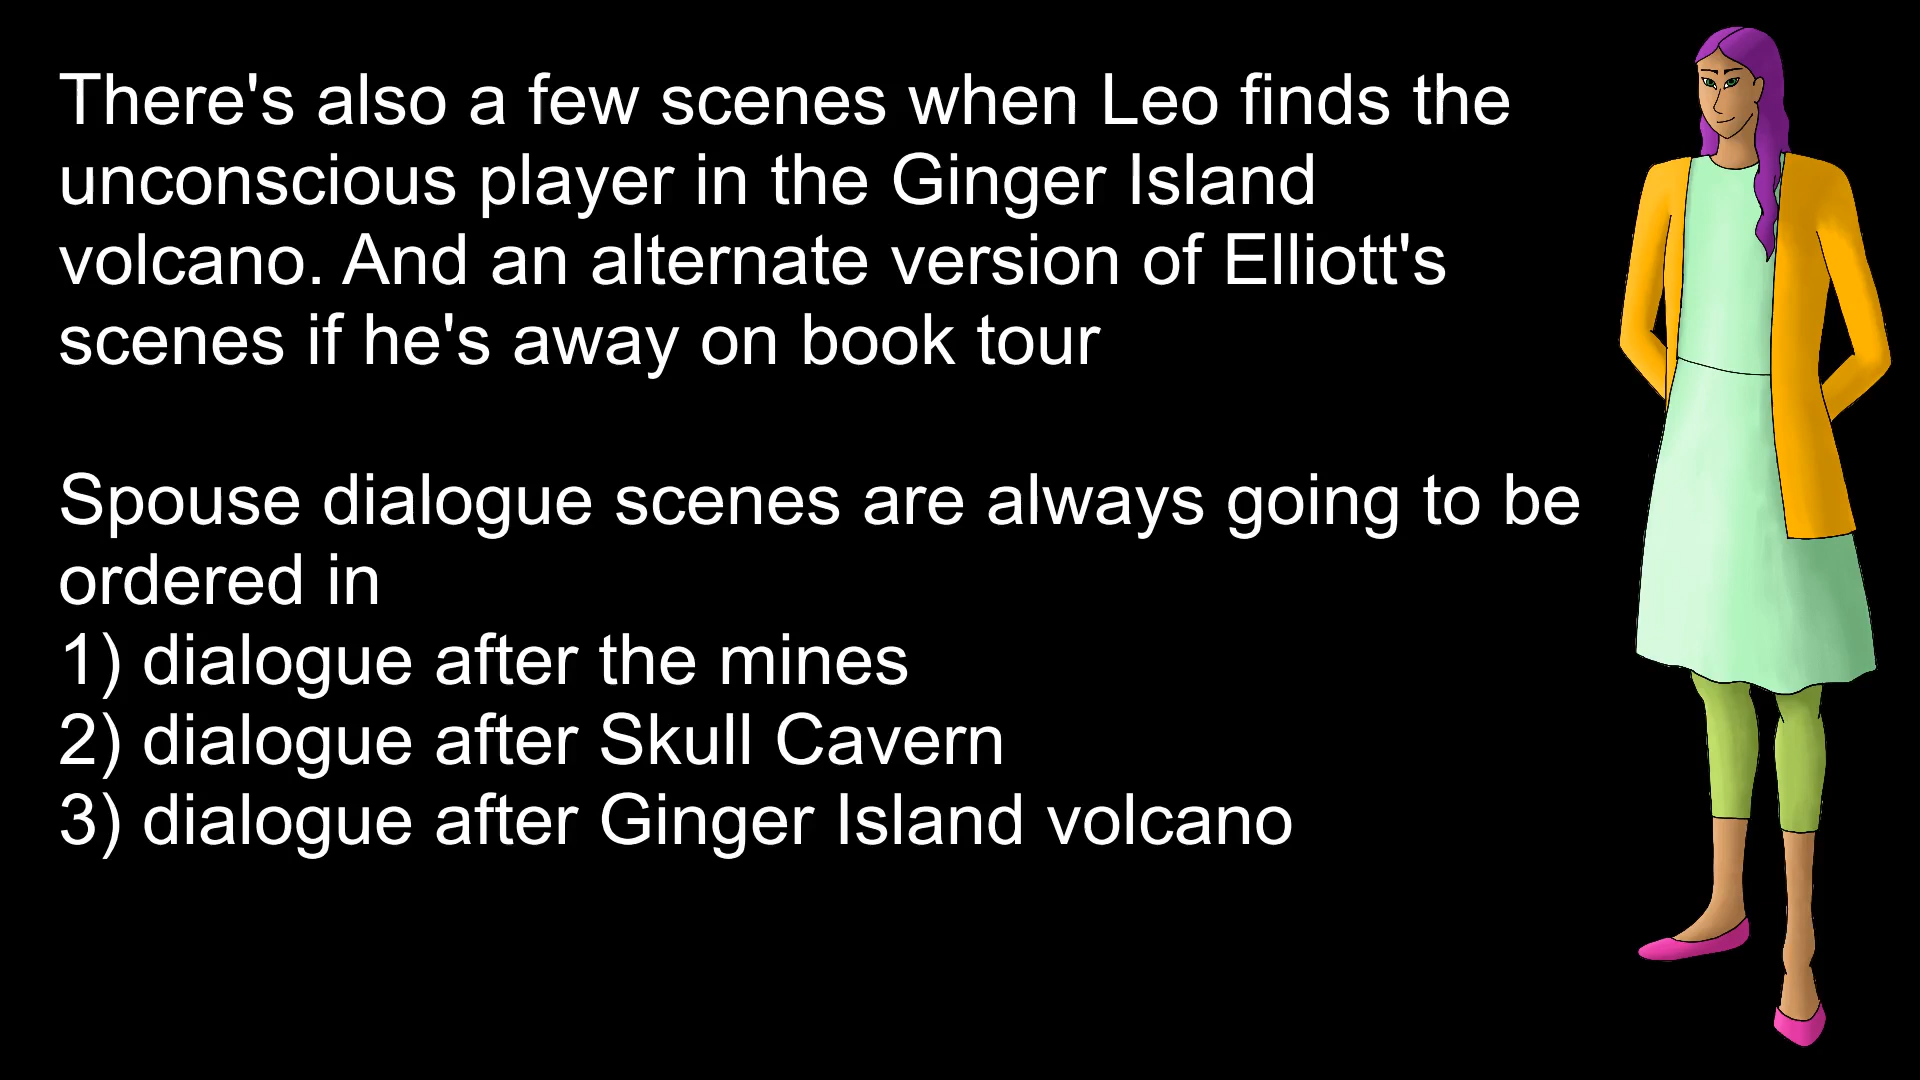 There's also a few scenes when Leo finds the
unconscious player in the Ginger Island
volcano. And an alternate version of Elliott's
scenes if he's away on book tour
Spouse dialogue scenes are always going to be
ordered in
1) dialogue after the mines
2) dialogue after Skull Cavern
3) dialogue after Ginger Island volcano